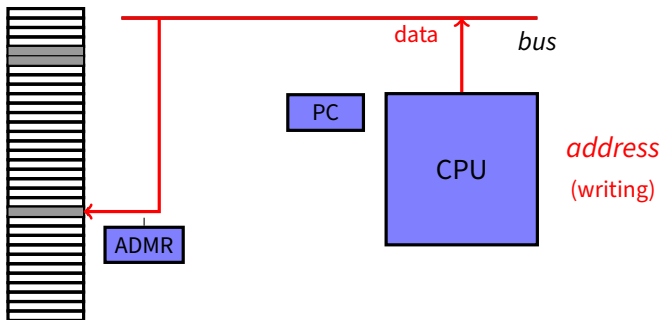 data
bus
PC
CPU
address
(writing)
ADMR